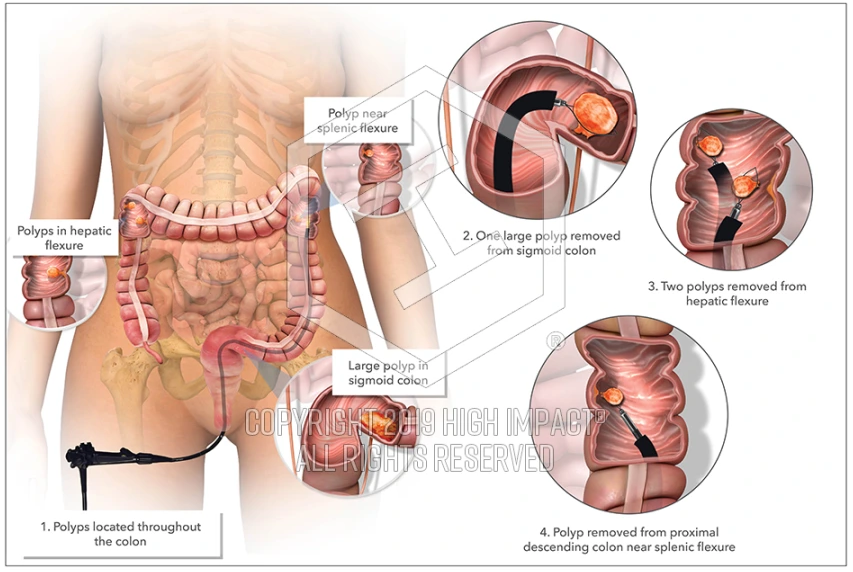 Polyp near
splenic flexure
Polyps in hepatic
flexure
Large polyp in
sigmoid colon
1. Polyps located throughout
the colon
2. One large polyp removed
from sigmoid colon
3. Two polyps removed from
hepatic flexure
4. Polyp removed from proximal
descending colon near splenic flexure
COPYRIGHT 2019 HIGH IMPACT®
ALL RIGHTS RESERVED
®